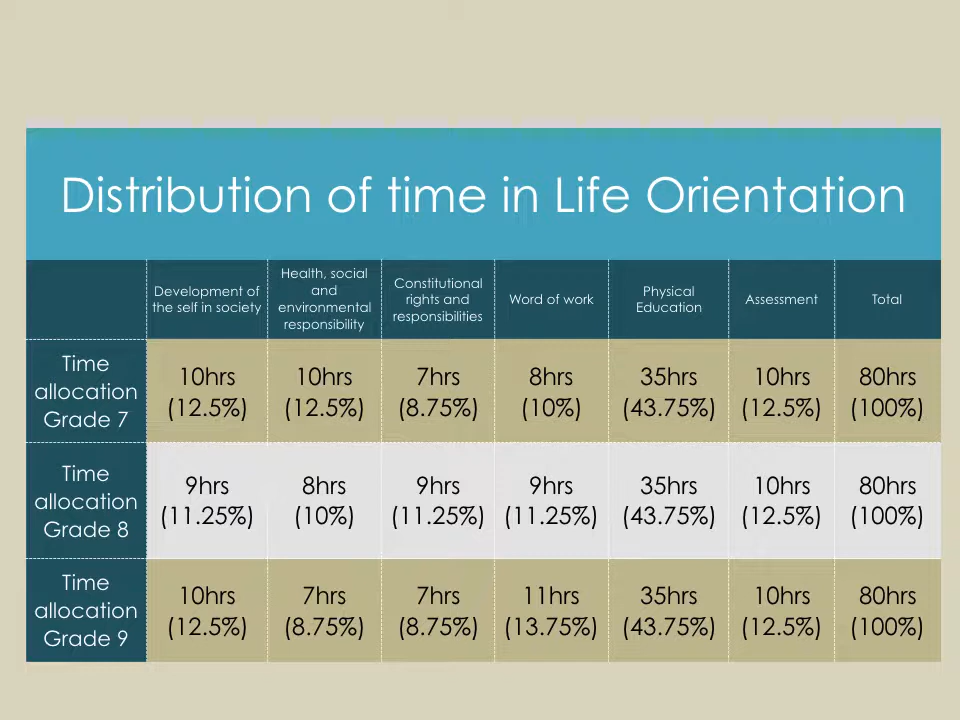 Distribution of time in Life Orientation
Development of
the self in society
Health, social
and
environmental
responsibility
Constitutional
rights and
responsibilities
Word of work
Physical
Education
Assessment
Total
Time
allocation
Grade 7
10hrs
(12.5%)
10hrs
(12.5%)
7hrs
(8.75%)
8hrs
(10%)
35hrs
(43.75%)
10hrs
(12.5%)
80hrs
(100%)
Time
allocation
Grade 8
9hrs
(11.25%)
8hrs
(10%)
9hrs
(11.25%)
9hrs
(11.25%)
35hrs
(43.75%)
10hrs
(12.5%)
80hrs
(100%)
Time
allocation
Grade 9
10hrs
(12.5%)
7hrs
(8.75%)
7hrs
(8.75%)
11hrs
(13.75%)
35hrs
(43.75%)
10hrs
(12.5%)
80hrs
(100%)